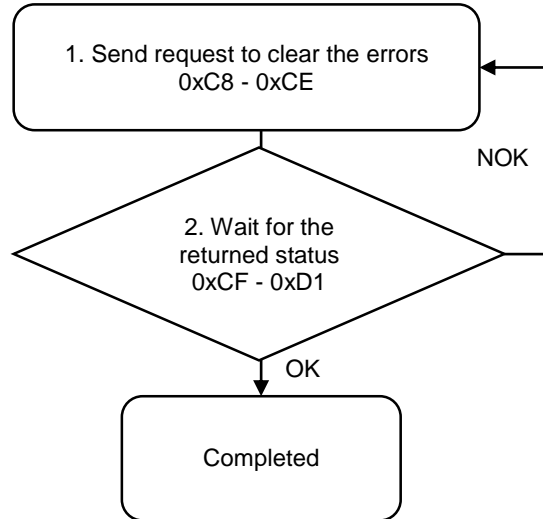 1. Send request to clear the errors
0xC8 - 0xCE
NOK
2. Wait for the
returned status
0xCF - 0xD1
OK
Completed